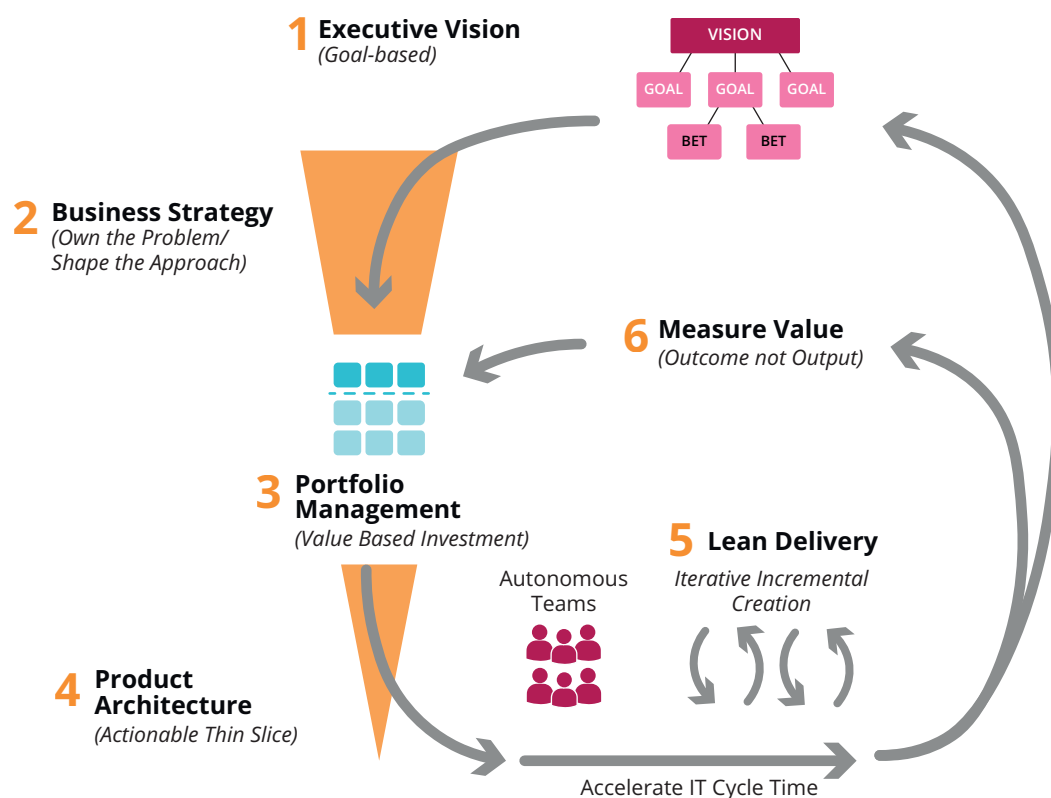 1 Executive Vision
(Goal-based)
VISION
GOAL GOAL GOAL
BET BET
2 Business Strategy
(Own the Problem/
Shape the Approach)
6 Measure Value
(Outcome not Output)
3 Portfolio
Management
(Value Based Investment)
5 Lean Delivery
Iterative Incremental
Creation
Autonomous
Teams
4 Product
Architecture
(Actionable Thin Slice)
Accelerate IT Cycle Time